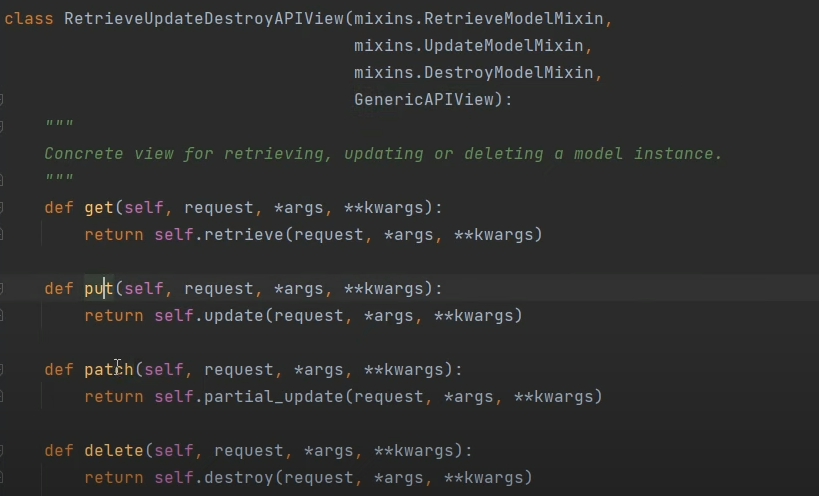 class RetrieveUpdateDestroyAPIView(mixins.RetrieveModelMixin,
                                   mixins.UpdateModelMixin,
                                   mixins.DestroyModelMixin,
                                   GenericAPIView):
    """
    Concrete view for retrieving, updating or deleting a model instance.
    """
    def get(self, request, *args, **kwargs):
        return self.retrieve(request, *args, **kwargs)

    def put(self, request, *args, **kwargs):
        return self.update(request, *args, **kwargs)

    def patch(self, request, *args, **kwargs):
        return self.partial_update(request, *args, **kwargs)

    def delete(self, request, *args, **kwargs):
        return self.destroy(request, *args, **kwargs)